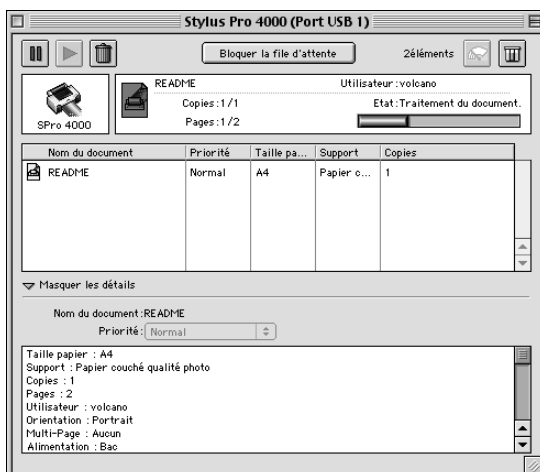 Stylus Pro 4000 (Port USB 1)
Bloquer la file d'attente
2éléments
README
Utilisateur :volcano
Copies :1 /1
Etat :Traitement du document.
SPro 4000
Pages :1 /2
Nom du document Priorité Taille pa... Support Copies
README Normal A4 Papier c... 1
Masquer les détails
Nom du document :README
Priorité : Normal
Taille papier : A4
Support : Papier couché qualité photo
Copies : 1
Pages : 2
Utilisateur : volcano
Orientation : Portrait
Multi-Page : Aucun
Alimentation : Bac